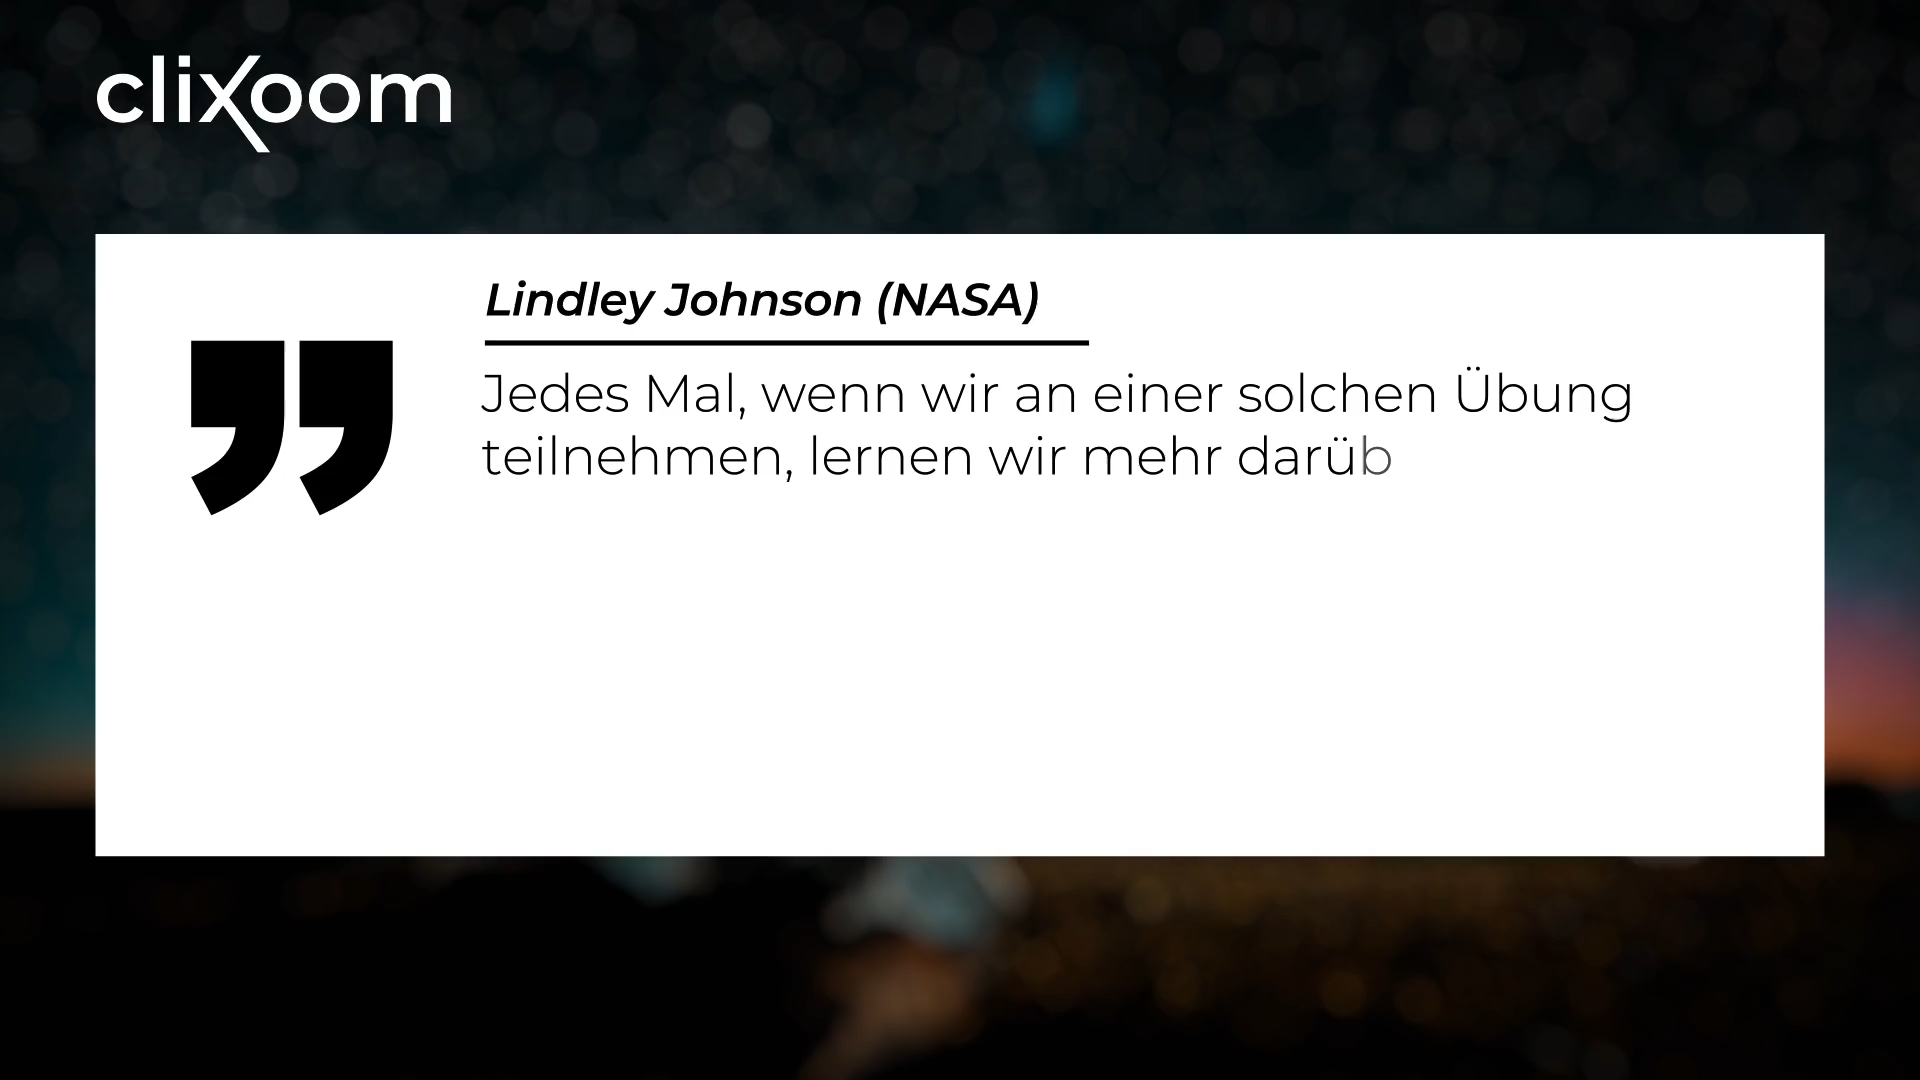 clixoom
Lindley Johnson (NASA)
Jedes Mal, wenn wir an einer solchen Übung
teilnehmen, lernen wir mehr darüb